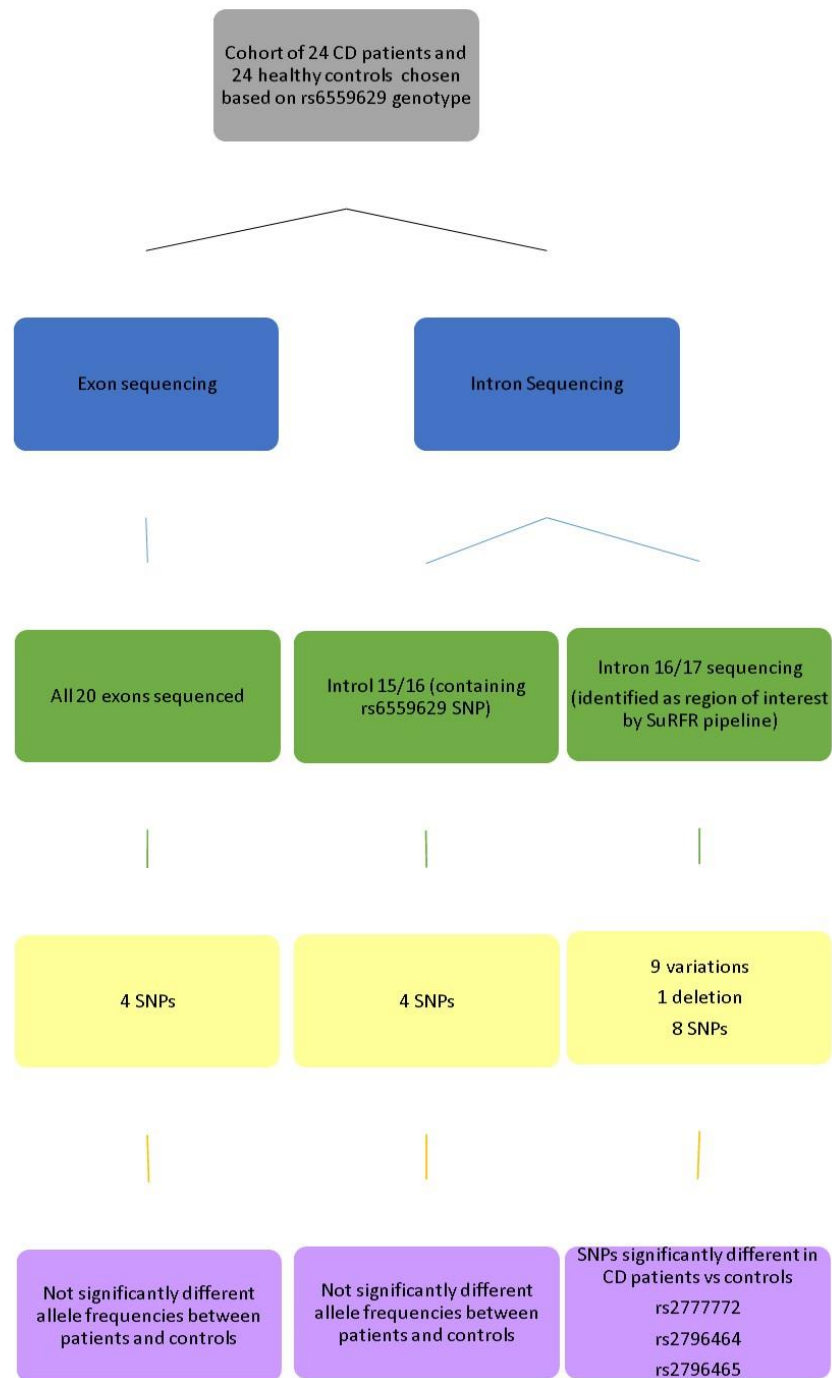 Cohort of 24 CD patients and
24 healthy controls chosen
based on rs6559629 genotype
Exon sequencing
Intron Sequencing
All 20 exons sequenced
Introl 15/16 (containing
rs6559629 SNP)
Intron 16/17 sequencing
(identified as region of interest
by SuRFR pipeline)
4 SNPs
4 SNPs
9 variations
1 deletion
8 SNPs
Not significantly different
allele frequencies between
patients and controls
Not significantly different
allele frequencies between
patients and controls
SNPs significantly different in
CD patients vs controls
rs2777772
rs2796464
rs2796465